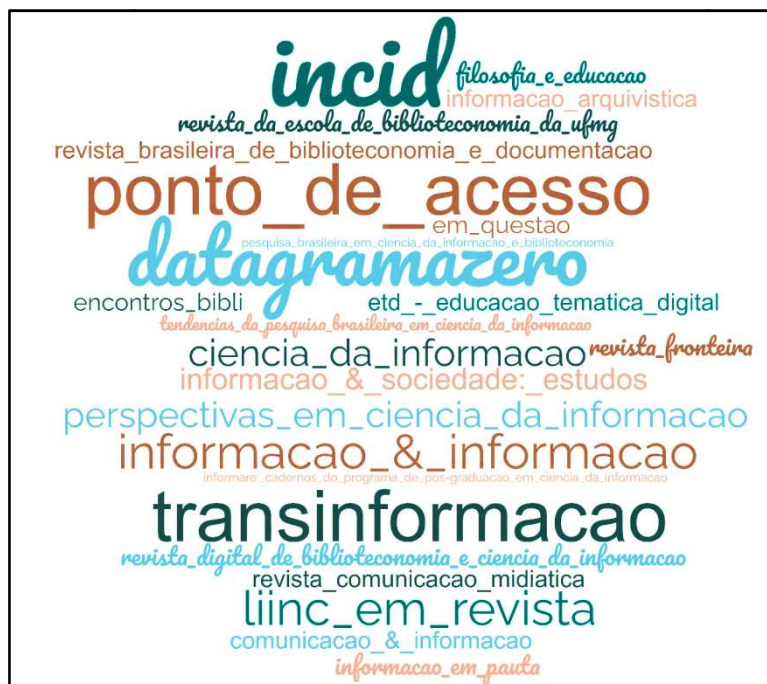 incid
filosofia_e_educacao
informacao_arquivistica
revista_da_escola_de_biblioteconomia_da_ufmg
revista_brasileira_de_biblioteconomia_e_documentacao
ponto_de_acesso
em_questao
pesquisa_brasileira_em_ciencia_da_informacao_e_biblioteconomia
datagramazero
encontros_bibli
etd_-_educacao_tematica_digital
tendencias_da_pesquisa_brasileira_em_ciencia_da_informacao
ciencia_da_informacao
revista_fronteira
informacao_&_sociedade:_estudos
perspectivas_em_ciencia_da_informacao
informacao_&_informacao
informare_cadernos_do_programa_de_pos-graduacao_em_ciencia_da_informacao
transinformacao
revista_digital_de_biblioteconomia_e_ciencia_da_informacao
revista_comunicacao_midiatica
liinc_em_revista
comunicacao_&_informacao
informacao_em_pauta